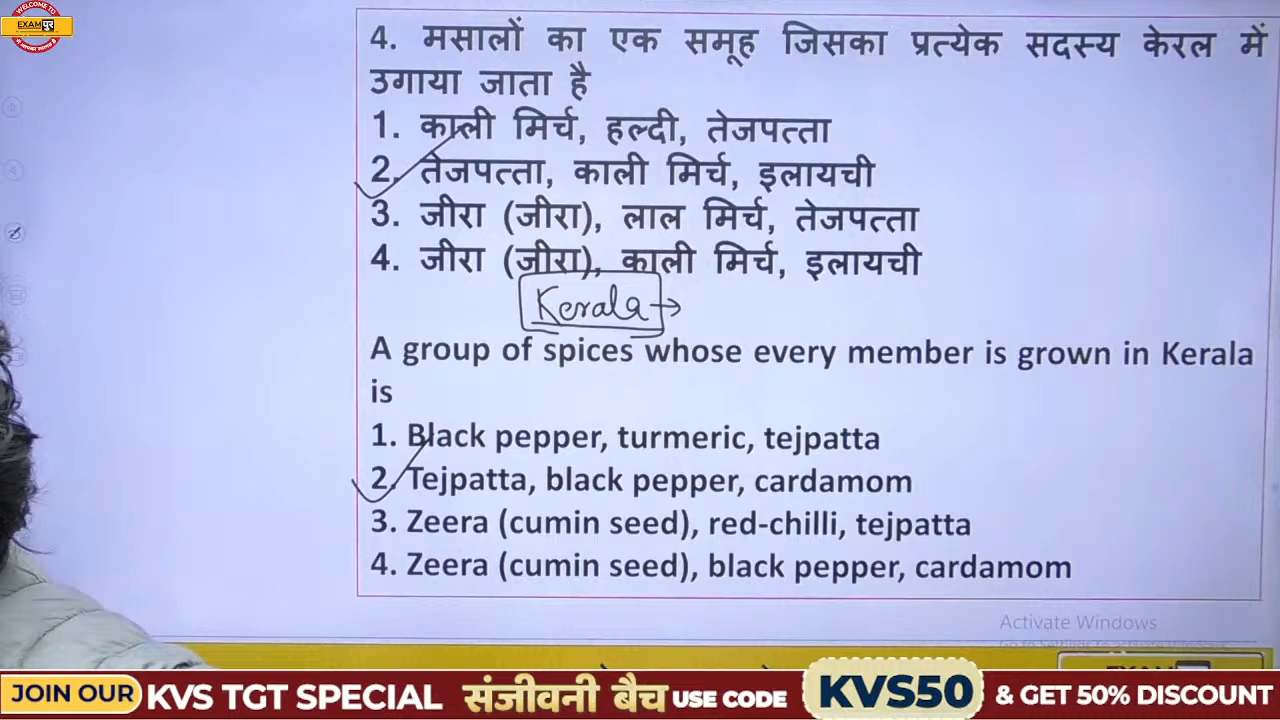 WELCOME TO
EXAMपुर
4. मसालों का एक समूह जिसका प्रत्येक सदस्य केरल में
उगाया जाता है
1. काली मिर्च, हल्दी, तेजपत्ता
2. तेजपत्ता, काली मिर्च, इलायची
3. जीरा (जीरा), लाल मिर्च, तेजपत्ता
4. जीरा (जीरा), काली मिर्च, इलायची
Kerala →
A group of spices whose every member is grown in Kerala
is
1. Black pepper, turmeric, tejpatta
2. Tejpatta, black pepper, cardamom
3. Zeera (cumin seed), red-chilli, tejpatta
4. Zeera (cumin seed), black pepper, cardamom
Activate Windows
JOIN OUR KVS TGT SPECIAL संजीवनी बैच USE CODE KVS50 & GET 50% DISCOUNT